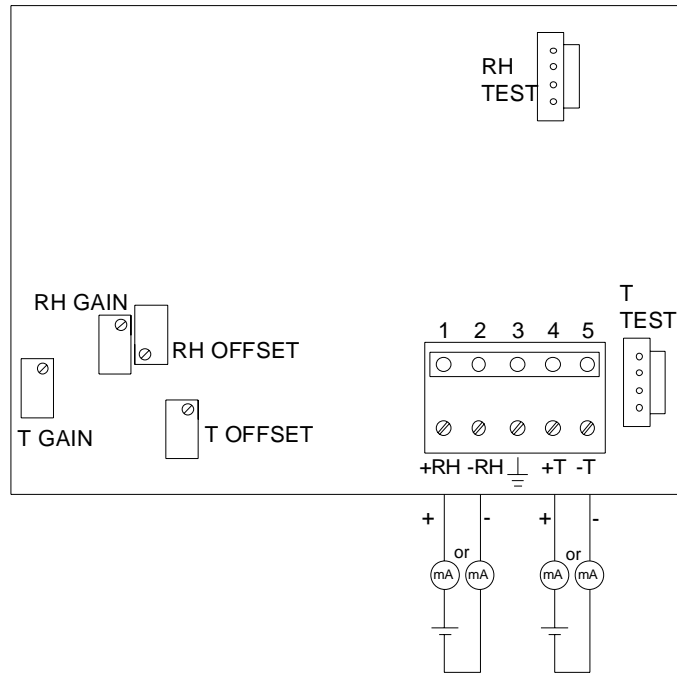 RH
TEST
RH GAIN
RH OFFSET
T GAIN
T OFFSET
T
TEST
1 2 3 4 5
+RH -RH +T -T
+ - + -
or or
mA mA mA mA